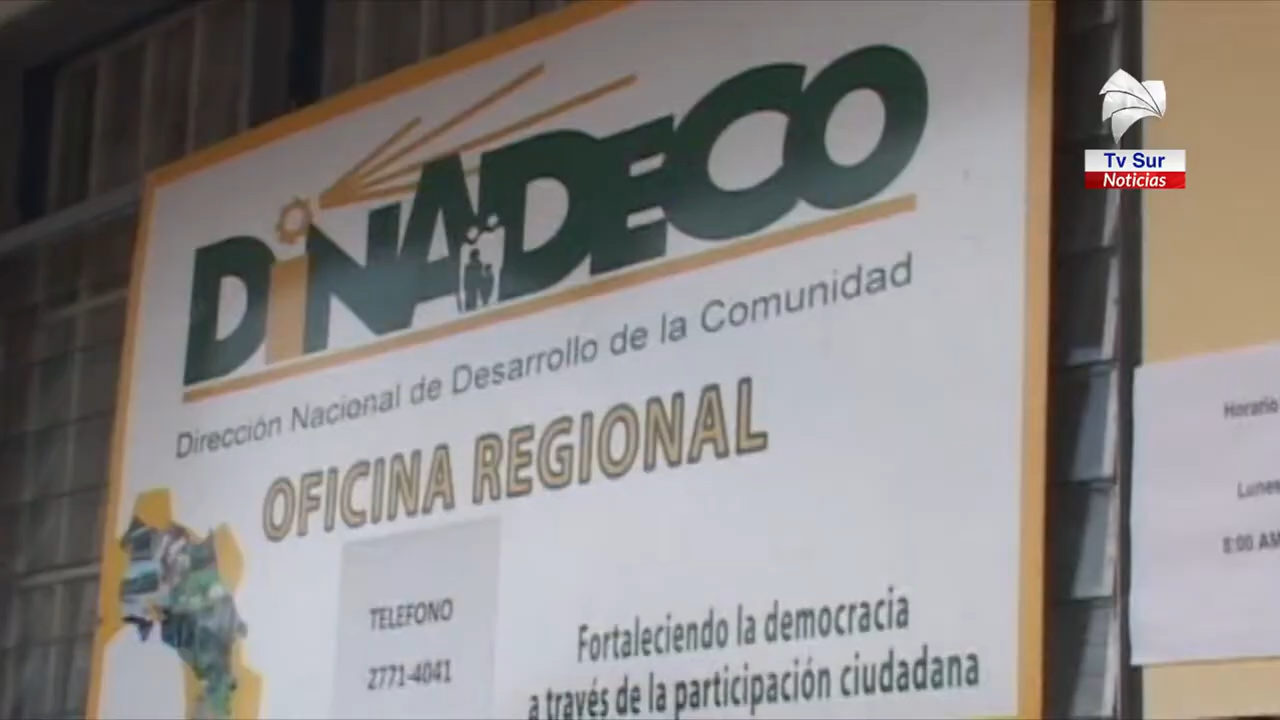 DiNADECO
Dirección Nacional de Desarrollo de la Comunidad
OFICINA REGIONAL
TELEFONO
2771-4041
Fortaleciendo la democracia
a través de la participación ciudadana
Tv Sur
Noticias
Horario
8:00 AM